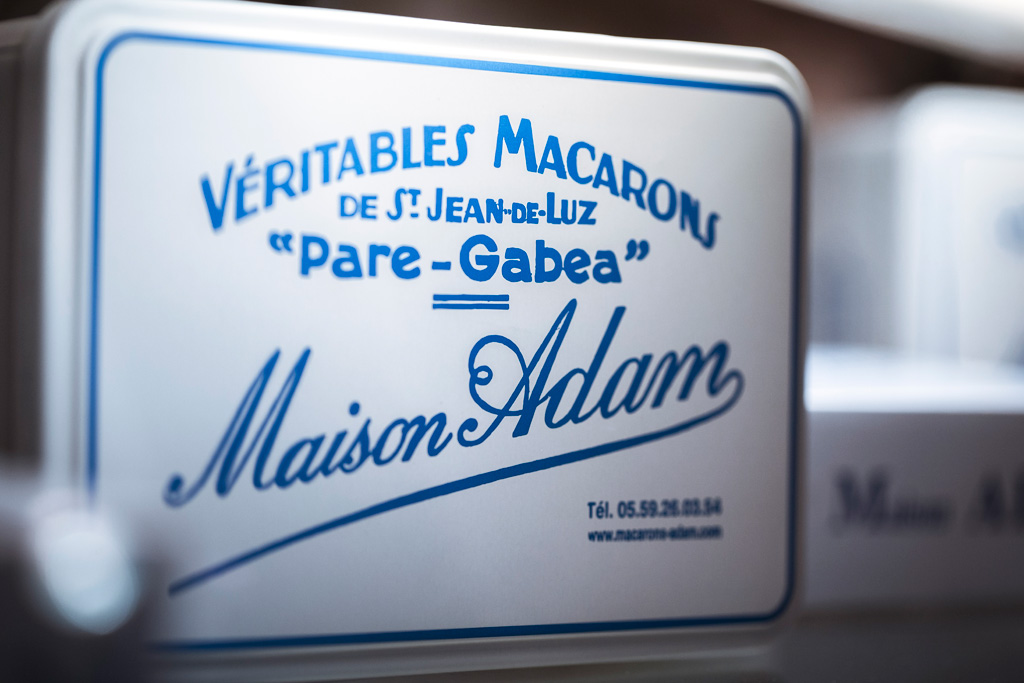 VÉRITABLES MACARONS
DE ST JEAN-DE-LUZ
"Pare-Gabea"
Maison Adam
Tél. 05.59.26.03.54
www.macarons-adam.com